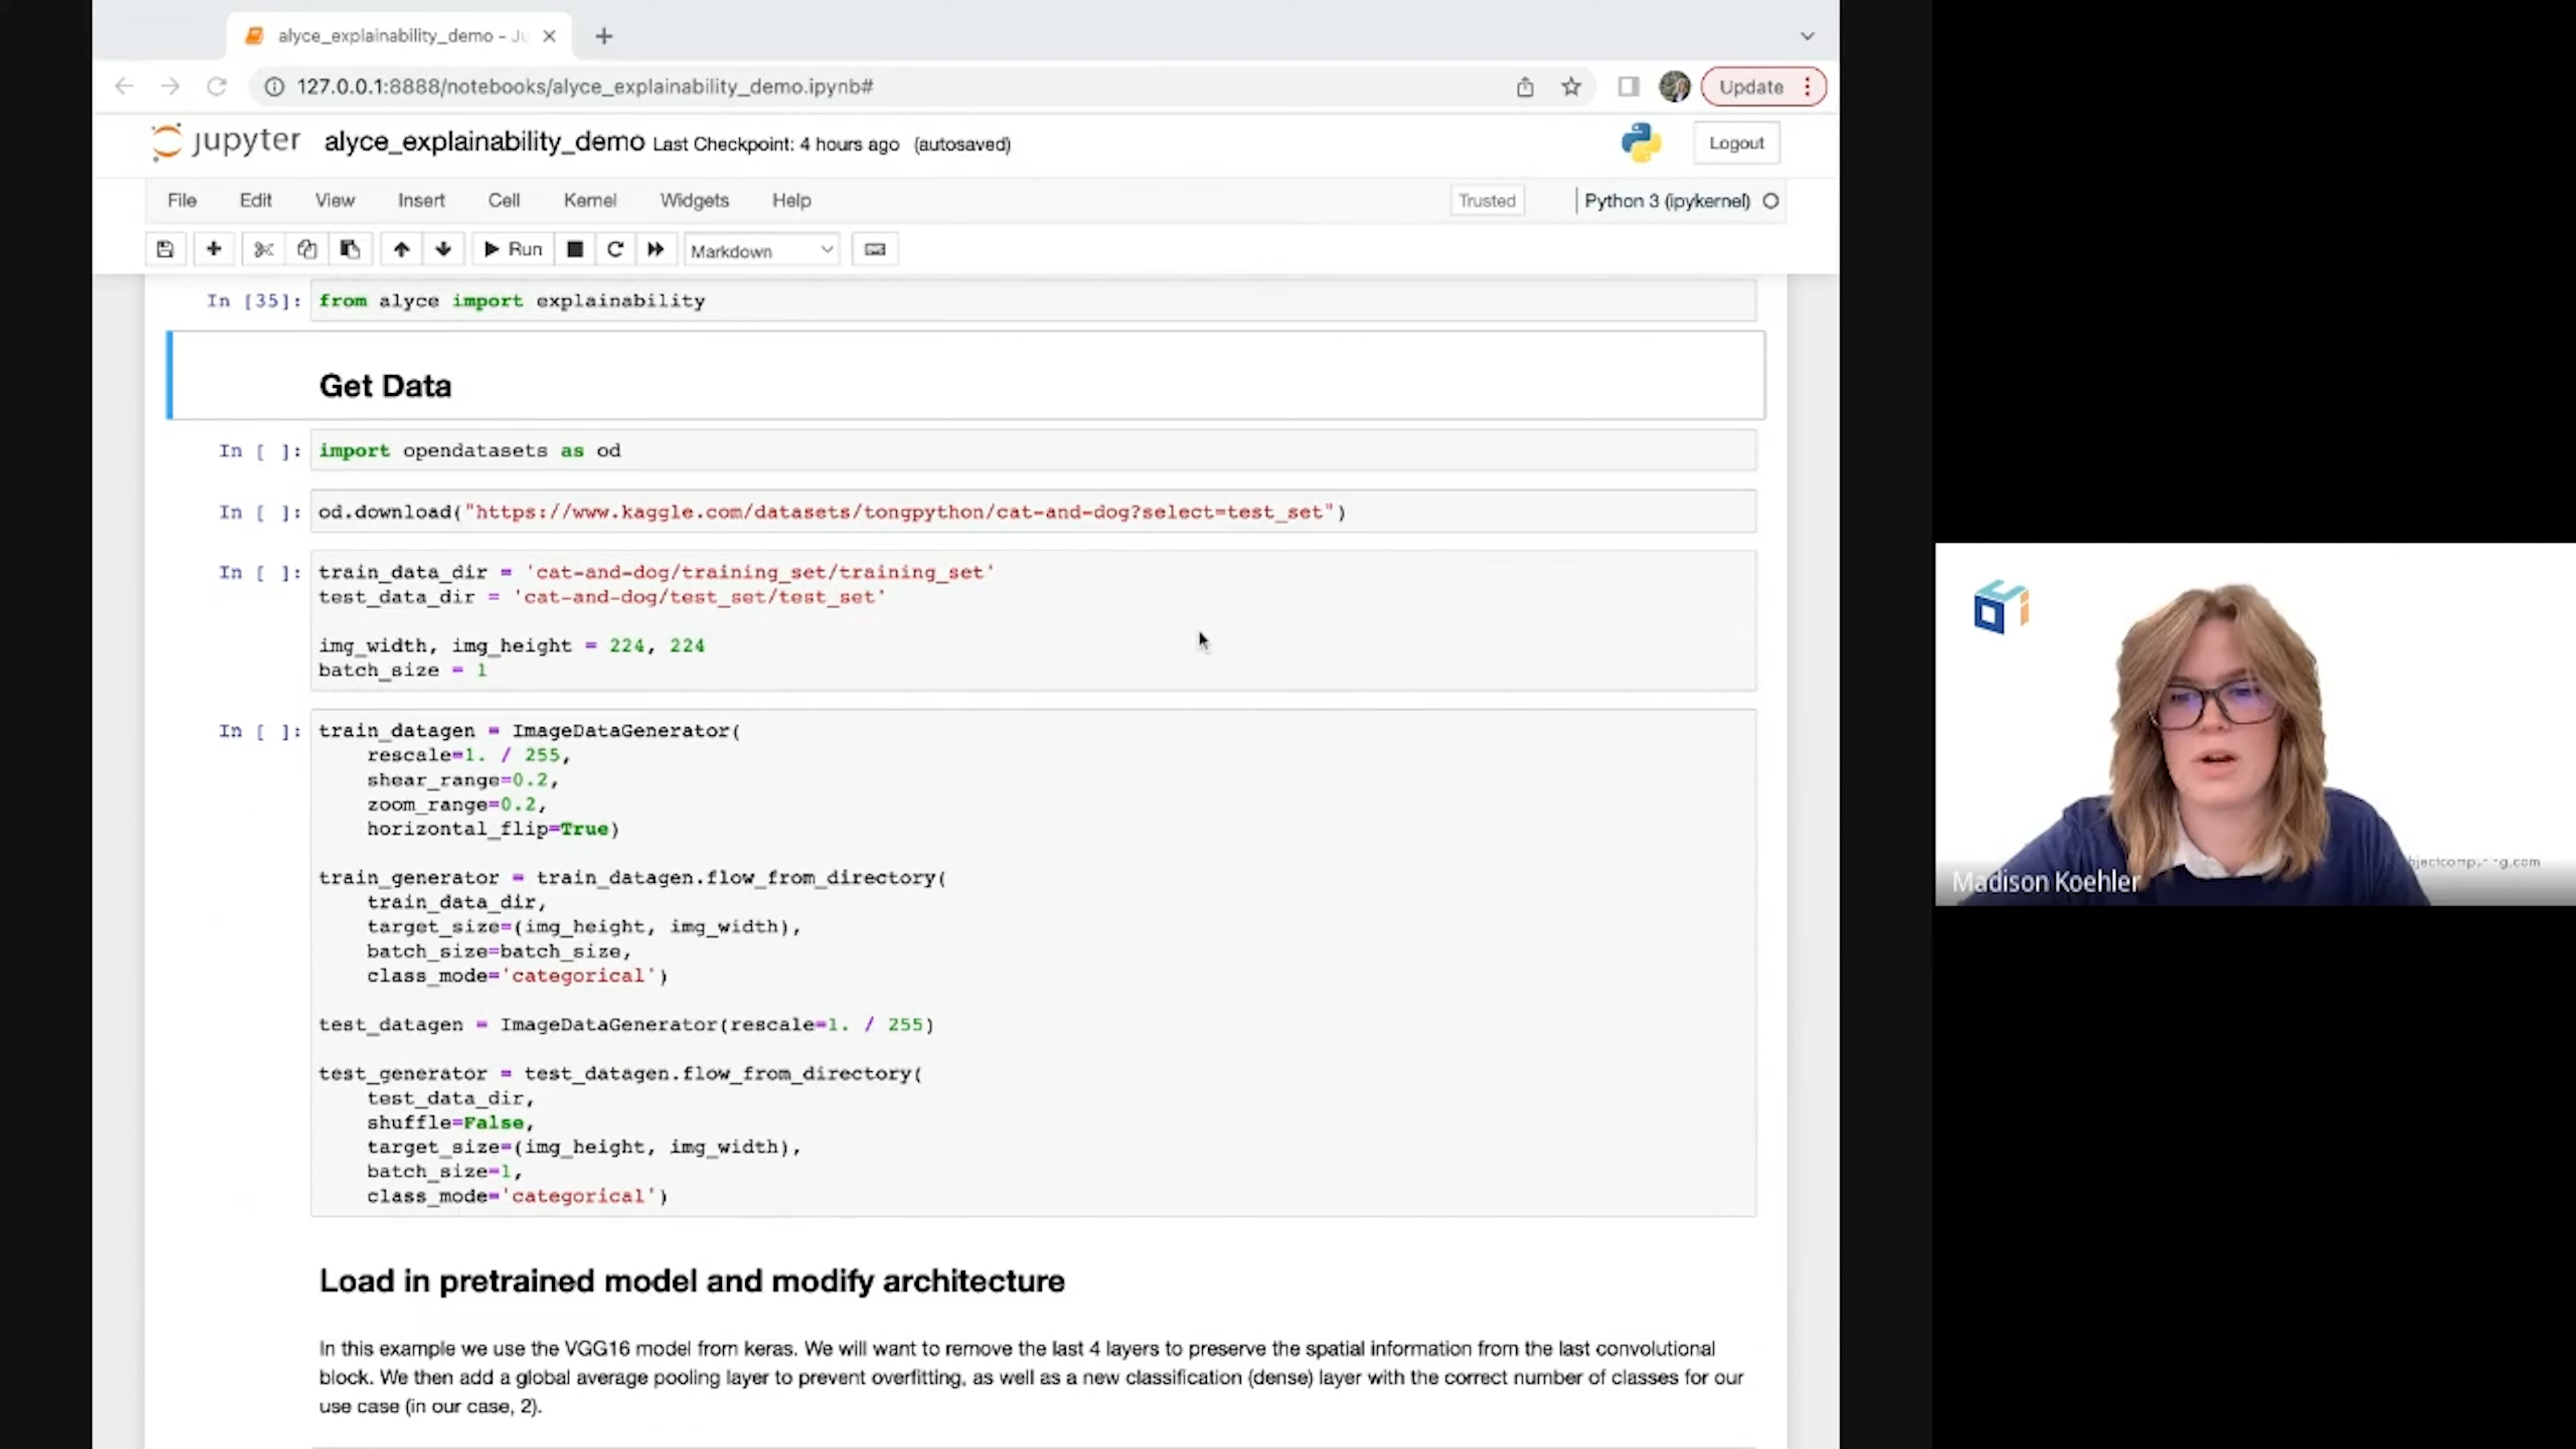 alyce_explainability_demo - Ju
127.0.0.1:8888/notebooks/alyce_explainability_demo.ipynb#
Update
jupyter alyce_explainability_demo Last Checkpoint: 4 hours ago (autosaved)
Logout
File Edit View Insert Cell Kernel Widgets Help
Trusted
Python 3 (ipykernel)
Run
Markdown
In [35]: from alyce import explainability
Get Data
In [ ]: import opendatasets as od
In [ ]: od.download("https://www.kaggle.com/datasets/tongpython/cat-and-dog?select=test_set")
In [ ]: train_data_dir = 'cat-and-dog/training_set/training_set'
test_data_dir = 'cat-and-dog/test_set/test_set'
img_width, img_height = 224, 224
batch_size = 1
In [ ]: train_datagen = ImageDataGenerator(
rescale=1. / 255,
shear_range=0.2,
zoom_range=0.2,
horizontal_flip=True)
train_generator = train_datagen.flow_from_directory(
train_data_dir,
target_size=(img_height, img_width),
batch_size=batch_size,
class_mode='categorical')
test_datagen = ImageDataGenerator(rescale=1. / 255)
test_generator = test_datagen.flow_from_directory(
test_data_dir,
shuffle=False,
target_size=(img_height, img_width),
batch_size=1,
class_mode='categorical')
Load in pretrained model and modify architecture
In this example we use the VGG16 model from keras. We will want to remove the last 4 layers to preserve the spatial information from the last convolutional
block. We then add a global average pooling layer to prevent overfitting, as well as a new classification (dense) layer with the correct number of classes for our
use case (in our case, 2).
Madison Koehler